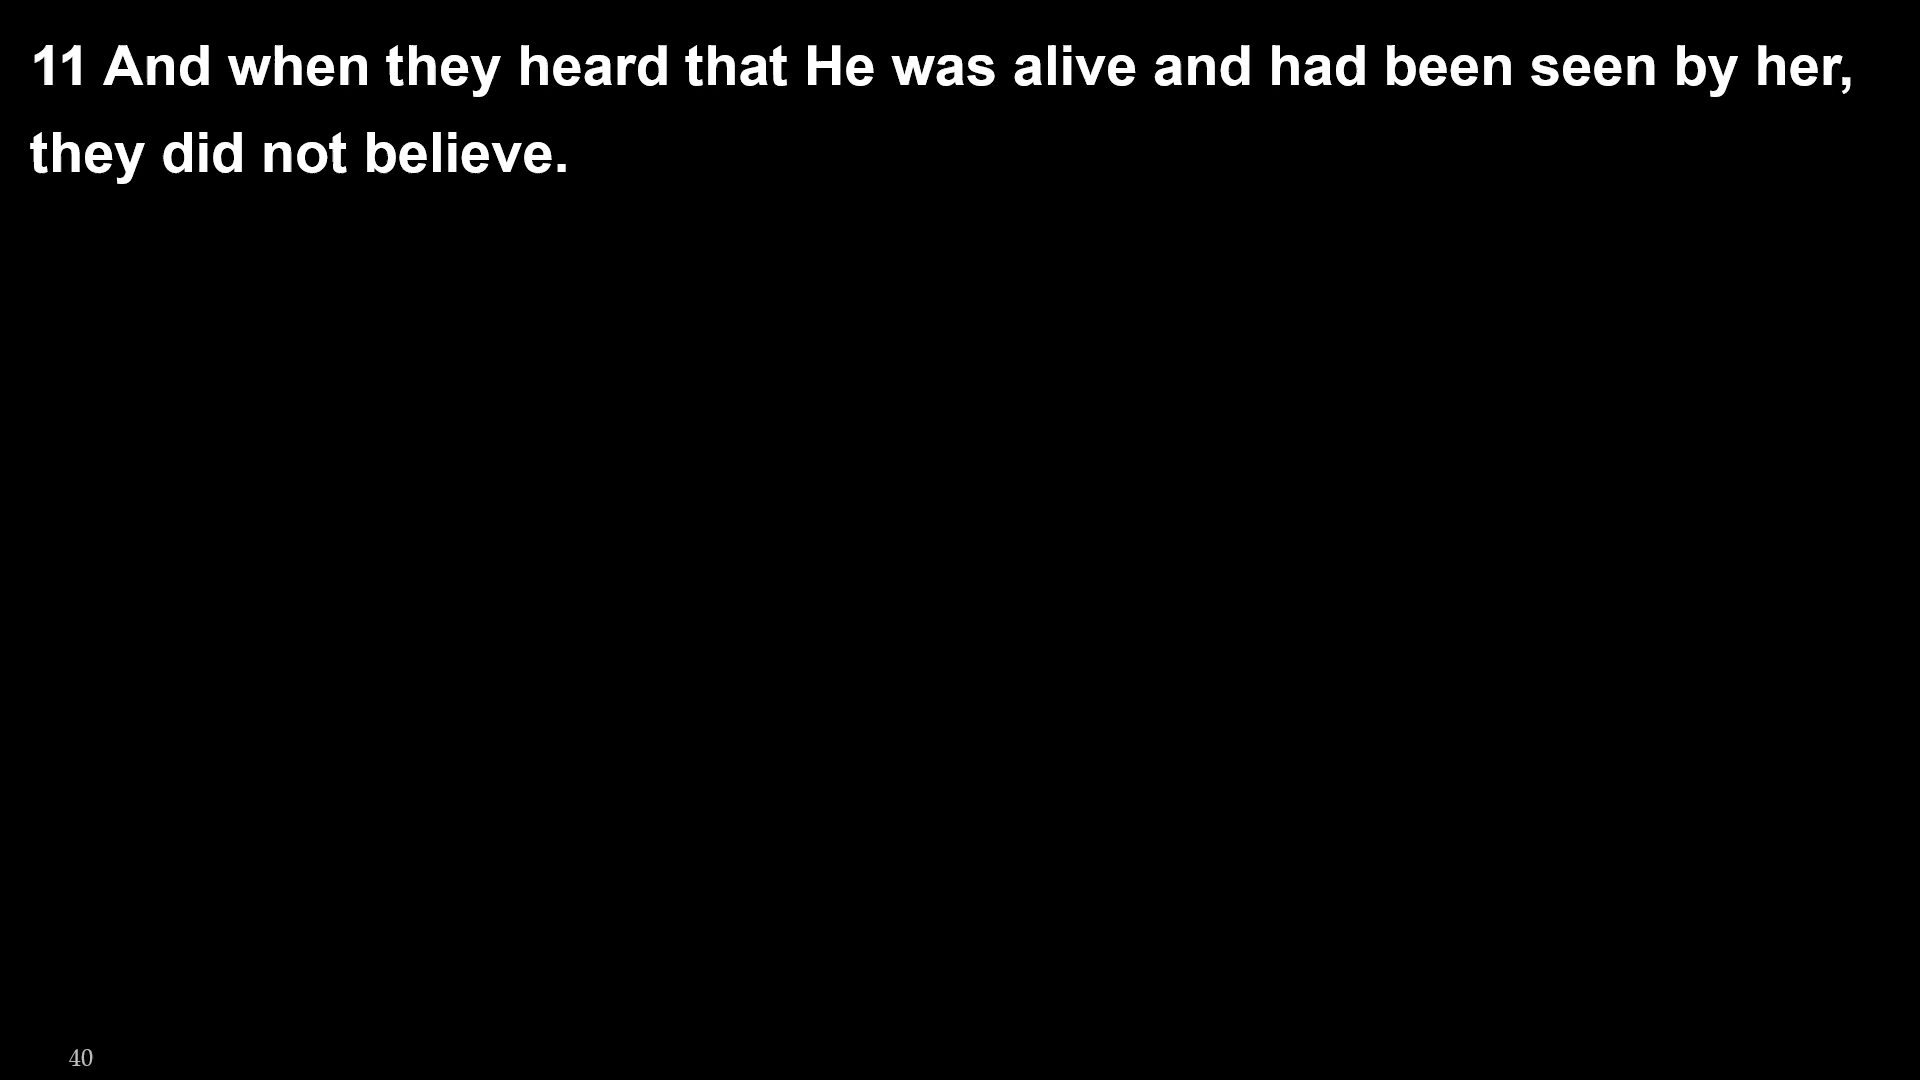 11 And when they heard that He was alive and had been seen by her,
they did not believe.
40